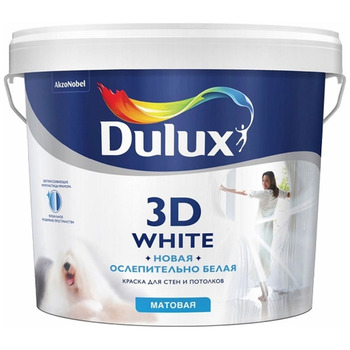 AkzoNobel
Dulux
3D
WHITE
+ НОВАЯ +
ОСЛЕПИТЕЛЬНО БЕЛАЯ
КРАСКА ДЛЯ СТЕН И ПОТОЛКОВ
МАТОВАЯ